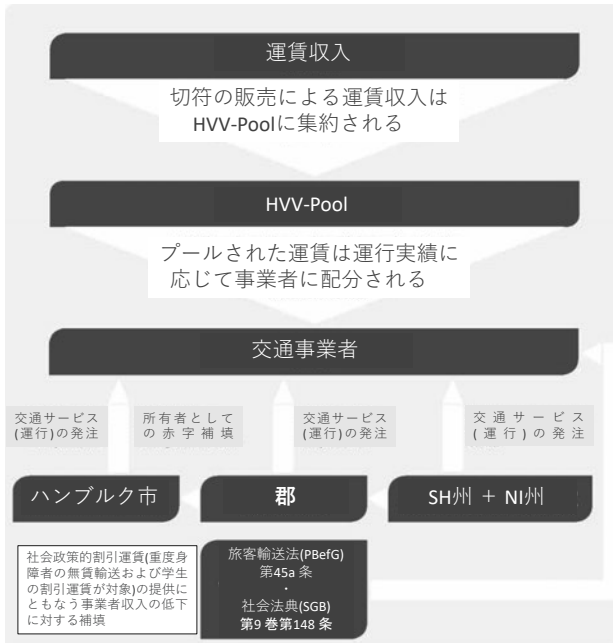 運賃収入
切符の販売による運賃収入は
HVV-Poolに集約される
HVV-Pool
プールされた運賃は運行実績に
応じて事業者に配分される
交通事業者
交通サービス
(運行)の発注
所有者として
の赤字補填
交通サービス
(運行)の発注
交通サービス
(運行)の発注
ハンブルク市
郡
SH州 + NI州
社会政策的割引運賃(重度身
障者の無賃輸送および学生
の割引運賃が対象)の提供に
ともなう事業者収入の低下
に対する補填
旅客輸送法(PBefG)
第45a 条
・
社会法典(SGB)
第9 巻第148 条